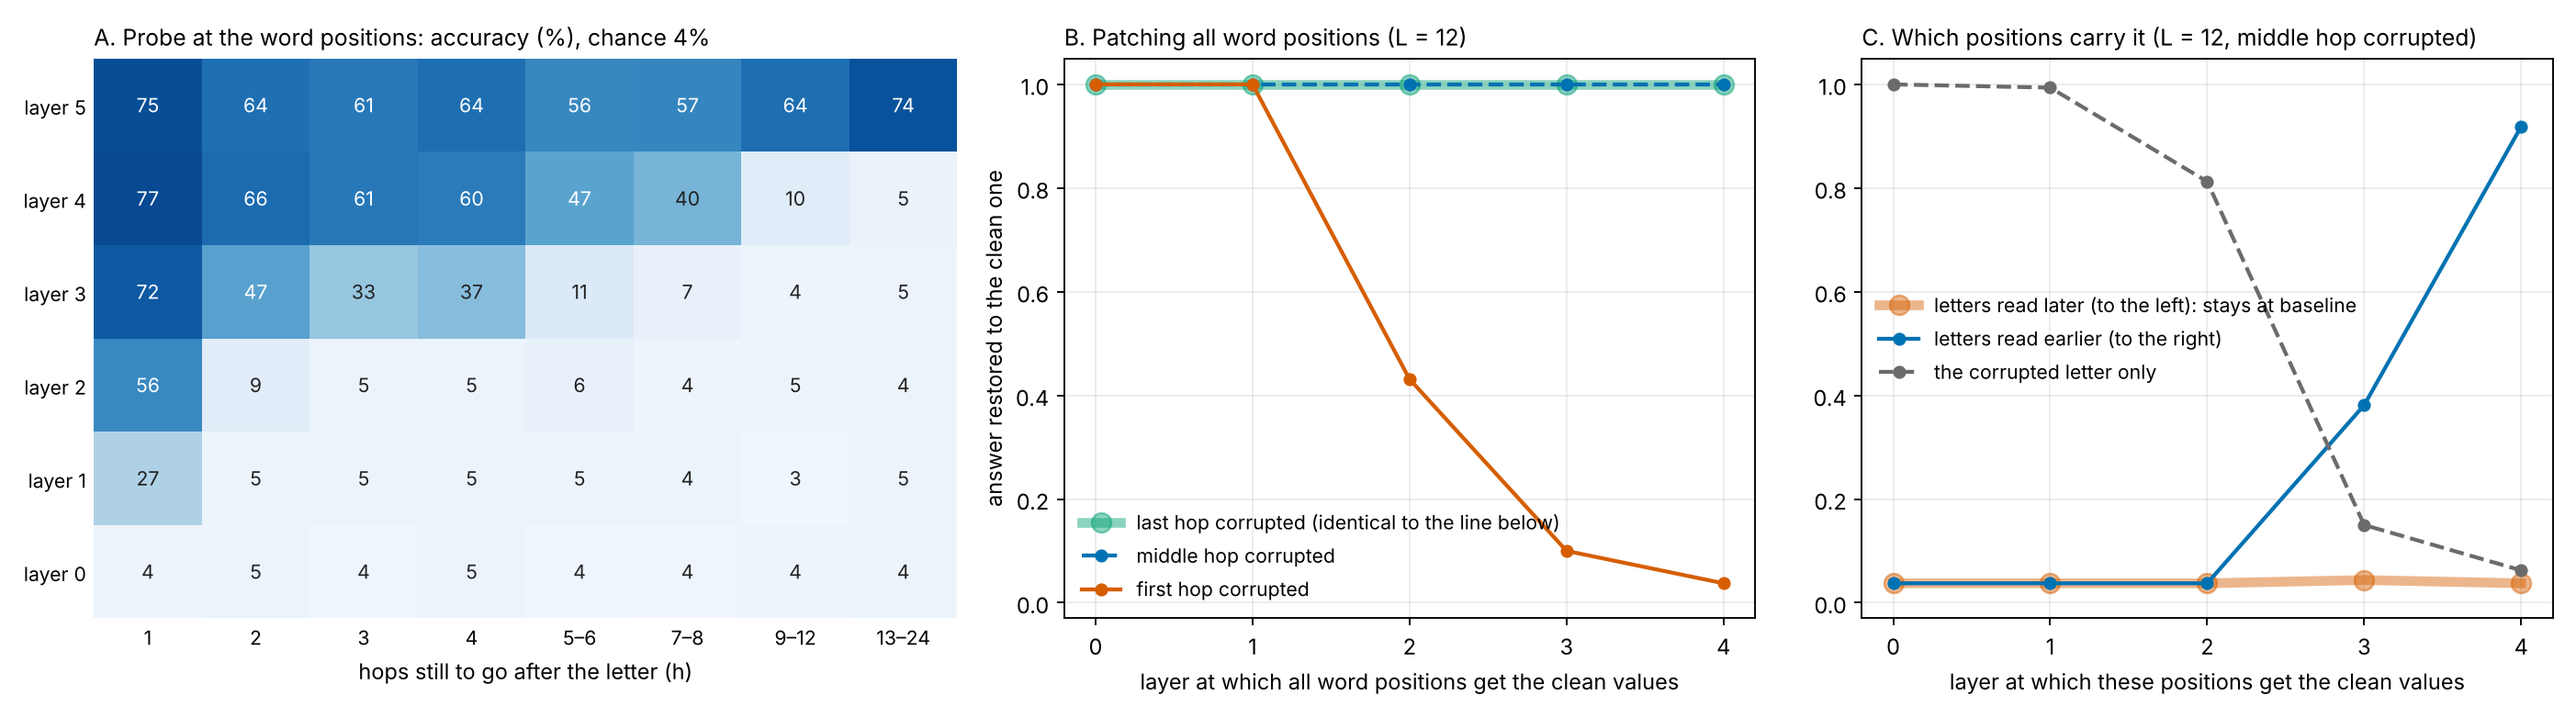 A. Probe at the word positions: accuracy (%), chance 4%
layer 5 75 64 61 64 56 57 64 74
layer 4 77 66 61 60 47 40 10 5
layer 3 72 47 33 37 11 7 4 5
layer 2 56 9 5 5 6 4 5 4
layer 1 27 5 5 5 5 4 3 5
layer 0 4 5 4 5 4 4 4 4
1 2 3 4 5–6 7–8 9–12 13–24
hops still to go after the letter (h)
B. Patching all word positions (L = 12)
answer restored to the clean one
1.0
0.8
0.6
0.4
0.2
0.0
last hop corrupted (identical to the line below)
middle hop corrupted
first hop corrupted
0 1 2 3 4
layer at which all word positions get the clean values
C. Which positions carry it (L = 12, middle hop corrupted)
1.0
0.8
0.6
0.4
0.2
0.0
letters read later (to the left): stays at baseline
letters read earlier (to the right)
the corrupted letter only
0 1 2 3 4
layer at which these positions get the clean values